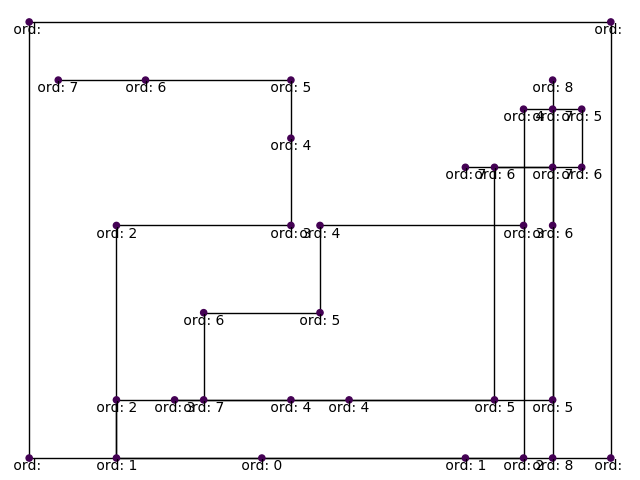 ord: ord:
ord: 7 ord: 6 ord: 5 ord: 8
ord: 4 ord: 7 ord: 5
ord: 4
ord: 7 ord: 6 ord: 7 ord: 6
ord: 2 ord: 3 ord: 4 ord: 3 ord: 6
ord: 6 ord: 5
ord: 2 ord: 3 ord: 7 ord: 4 ord: 4 ord: 5 ord: 5
ord: ord: 1 ord: 0 ord: 1 ord: 2 ord: 8 ord: